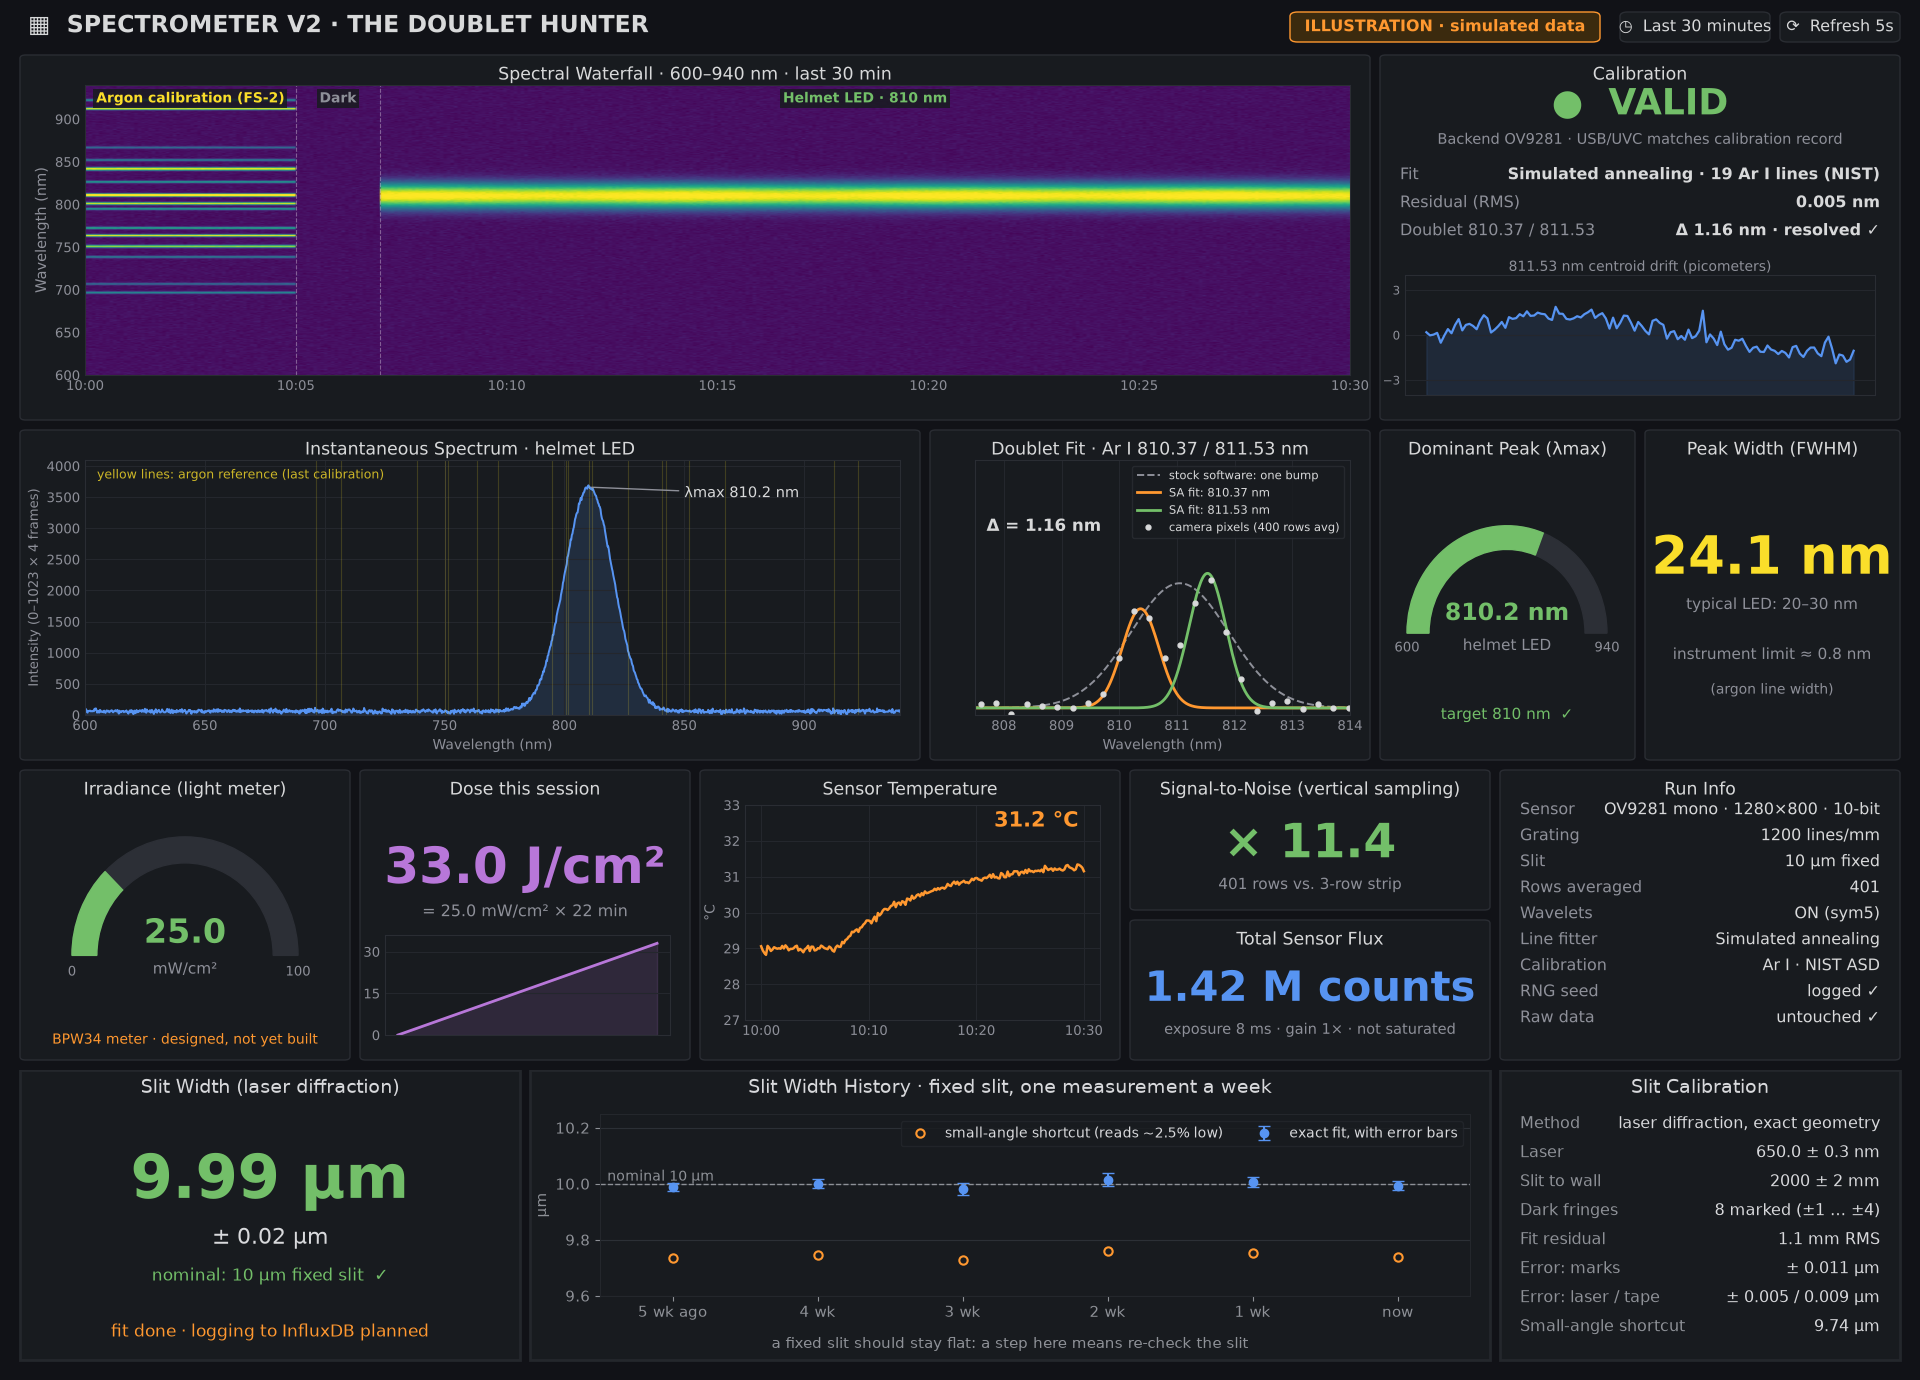 ▦ SPECTROMETER V2 · THE DOUBLET HUNTER
ILLUSTRATION · simulated data
◷ Last 30 minutes
⟳ Refresh 5s
Spectral Waterfall · 600–940 nm · last 30 min
Argon calibration (FS-2)
Dark
Helmet LED · 810 nm
Wavelength (nm)
900
850
800
750
700
650
600
10:00 10:05 10:10 10:15 10:20 10:25 10:30
Calibration
● VALID
Backend OV9281 · USB/UVC matches calibration record
Fit Simulated annealing · 19 Ar I lines (NIST)
Residual (RMS) 0.005 nm
Doublet 810.37 / 811.53 Δ 1.16 nm · resolved ✓
811.53 nm centroid drift (picometers)
3
0
−3
Instantaneous Spectrum · helmet LED
yellow lines: argon reference (last calibration)
λmax 810.2 nm
Intensity (0–1023 × 4 frames)
4000
3500
3000
2500
2000
1500
1000
500
0
600 650 700 750 800 850 900
Wavelength (nm)
Doublet Fit · Ar I 810.37 / 811.53 nm
stock software: one bump
SA fit: 810.37 nm
SA fit: 811.53 nm
camera pixels (400 rows avg)
Δ = 1.16 nm
808 809 810 811 812 813 814
Wavelength (nm)
Dominant Peak (λmax)
810.2 nm
helmet LED
600 940
target 810 nm ✓
Peak Width (FWHM)
24.1 nm
typical LED: 20–30 nm
instrument limit ≈ 0.8 nm
(argon line width)
Irradiance (light meter)
25.0
mW/cm²
0 100
BPW34 meter · designed, not yet built
Dose this session
33.0 J/cm²
= 25.0 mW/cm² × 22 min
30
15
0
Sensor Temperature
31.2 °C
°C
33
32
31
30
29
28
27
10:00 10:10 10:20 10:30
Signal-to-Noise (vertical sampling)
× 11.4
401 rows vs. 3-row strip
Total Sensor Flux
1.42 M counts
exposure 8 ms · gain 1× · not saturated
Run Info
Sensor OV9281 mono · 1280×800 · 10-bit
Grating 1200 lines/mm
Slit 10 µm fixed
Rows averaged 401
Wavelets ON (sym5)
Line fitter Simulated annealing
Calibration Ar I · NIST ASD
RNG seed logged ✓
Raw data untouched ✓
Slit Width (laser diffraction)
9.99 µm
± 0.02 µm
nominal: 10 µm fixed slit ✓
fit done · logging to InfluxDB planned
Slit Width History · fixed slit, one measurement a week
small-angle shortcut (reads ~2.5% low)
exact fit, with error bars
nominal 10 µm
µm
10.2
10.0
9.8
9.6
5 wk ago 4 wk 3 wk 2 wk 1 wk now
a fixed slit should stay flat: a step here means re-check the slit
Slit Calibration
Method laser diffraction, exact geometry
Laser 650.0 ± 0.3 nm
Slit to wall 2000 ± 2 mm
Dark fringes 8 marked (±1 … ±4)
Fit residual 1.1 mm RMS
Error: marks ± 0.011 µm
Error: laser / tape ± 0.005 / 0.009 µm
Small-angle shortcut 9.74 µm